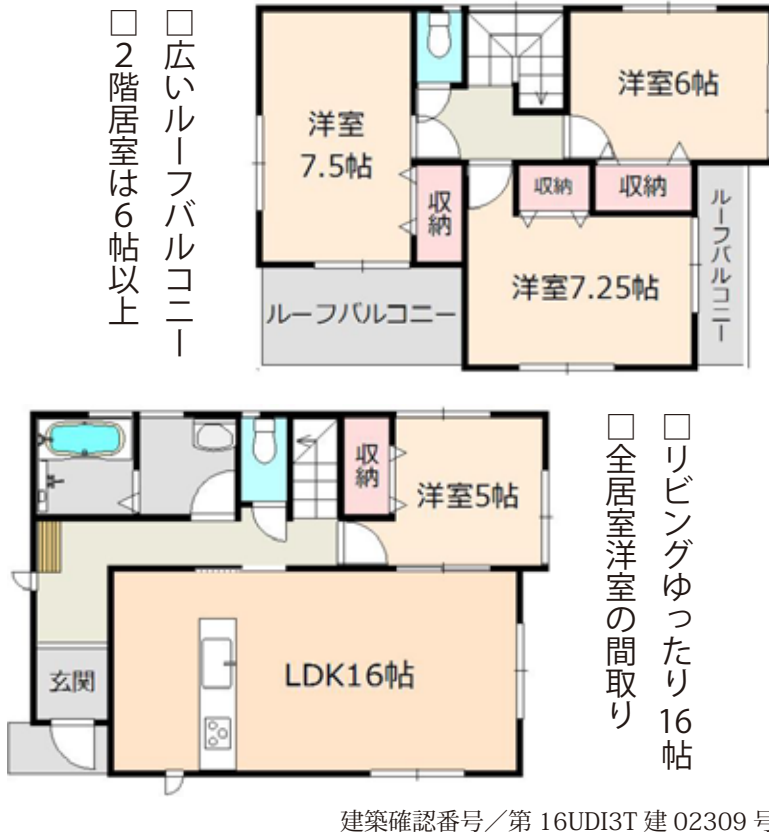 □広いルーフバルコニー
□2階居室は6帖以上
洋室
7.5帖
洋室6帖
収納
収納
収納
洋室7.25帖
ルーフバルコニー
ルーフバルコニー
□リビングゆったり16帖
□全居室洋室の間取り
収納
洋室5帖
LDK16帖
玄関
建築確認番号／第 16UDI3T 建 02309 号